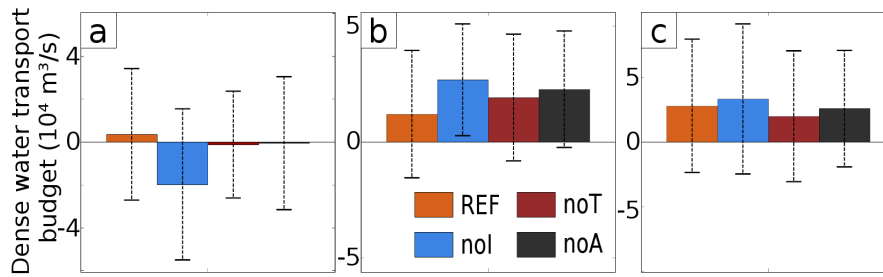 Dense water transport
budget (10⁴ m³/s)
a
4
0
-4
b
5
0
-5
REF
noT
noI
noA
c
5
0
-5